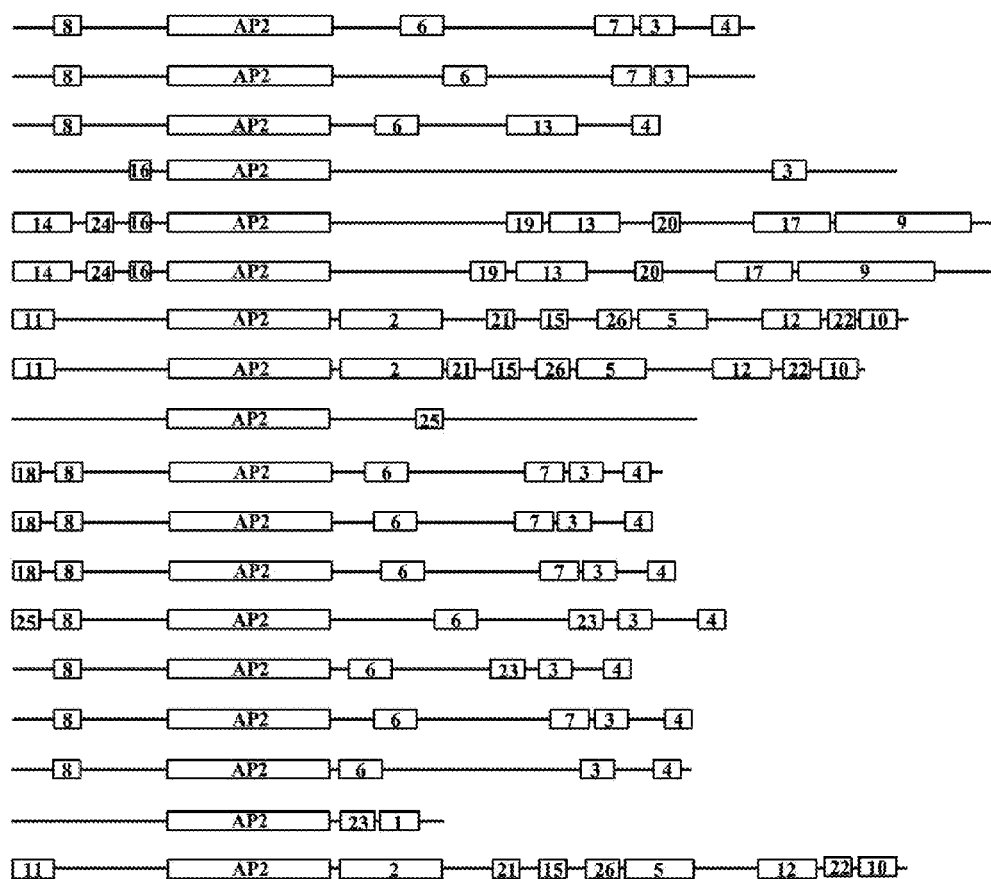 8 AP2 6 7 3 4
8 AP2 6 7 3
8 AP2 6 13 4
16 AP2 3
14 24 16 AP2 19 13 20 17 9
14 24 16 AP2 19 13 20 17 9
11 AP2 2 21 15 26 5 12 22 10
11 AP2 2 21 15 26 5 12 22 10
AP2 25
18 8 AP2 6 7 3 4
18 8 AP2 6 7 3 4
18 8 AP2 6 7 3 4
25 8 AP2 6 23 3 4
8 AP2 6 23 3 4
8 AP2 6 7 3 4
8 AP2 6 3 4
AP2 23 1
11 AP2 2 21 15 26 5 12 22 10